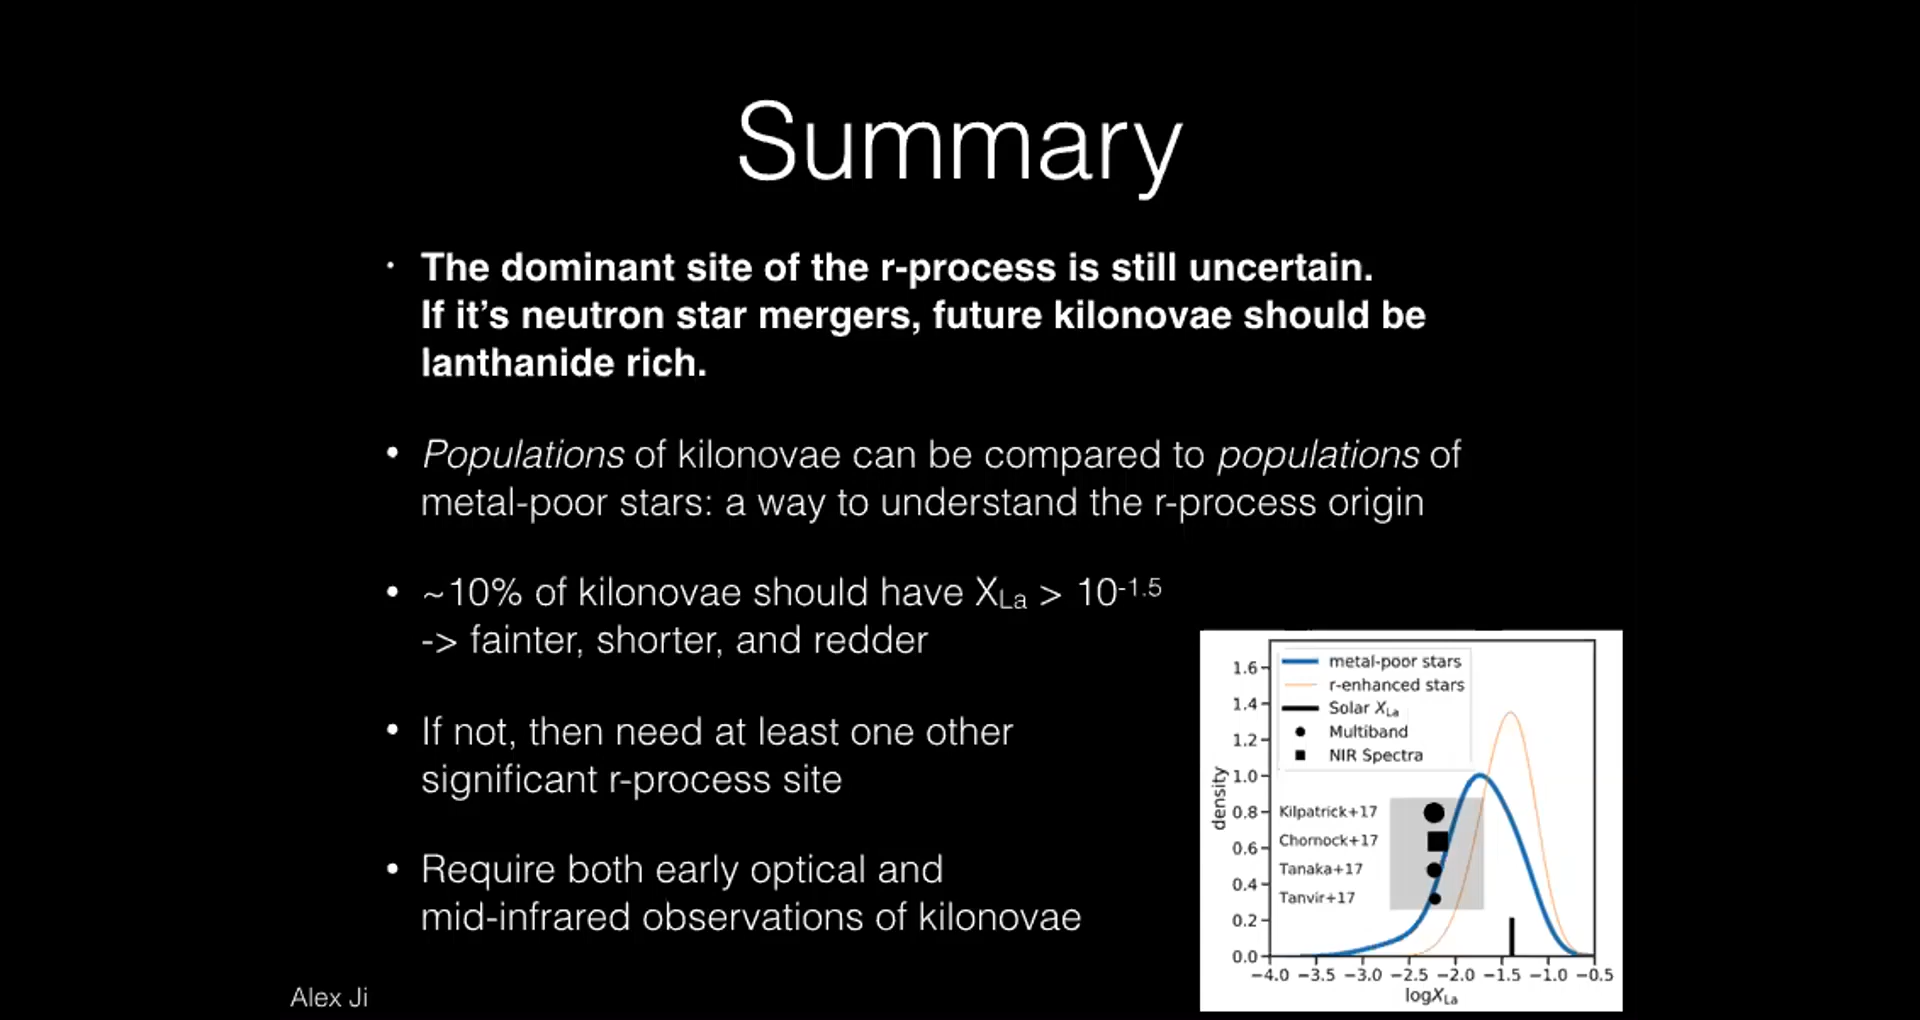 Summary
• The dominant site of the r-process is still uncertain.
If it’s neutron star mergers, future kilonovae should be
lanthanide rich.
• Populations of kilonovae can be compared to populations of
metal-poor stars: a way to understand the r-process origin
• ~10% of kilonovae should have XLa > 10-1.5
-> fainter, shorter, and redder
• If not, then need at least one other
significant r-process site
• Require both early optical and
mid-infrared observations of kilonovae
Alex Ji
metal-poor stars
r-enhanced stars
Solar XLa
Multiband
NIR Spectra
Kilpatrick+17
Chornock+17
Tanaka+17
Tanvir+17
density
1.6
1.4
1.2
1.0
0.8
0.6
0.4
0.2
0.0
−4.0 −3.5 −3.0 −2.5 −2.0 −1.5 −1.0 −0.5
logXLa